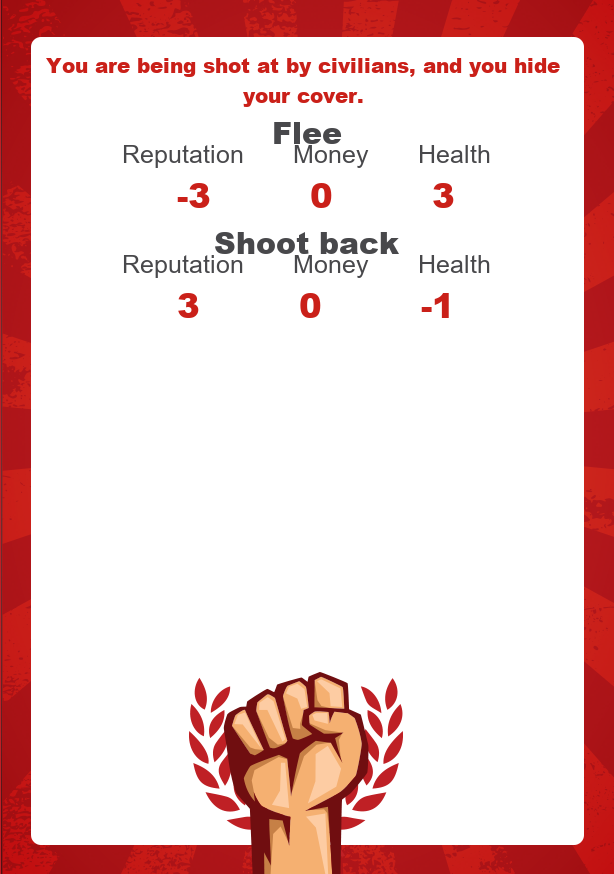 You are being shot at by civilians, and you hide
your cover.
Flee
Reputation Money Health
-3 0 3
Shoot back
Reputation Money Health
3 0 -1